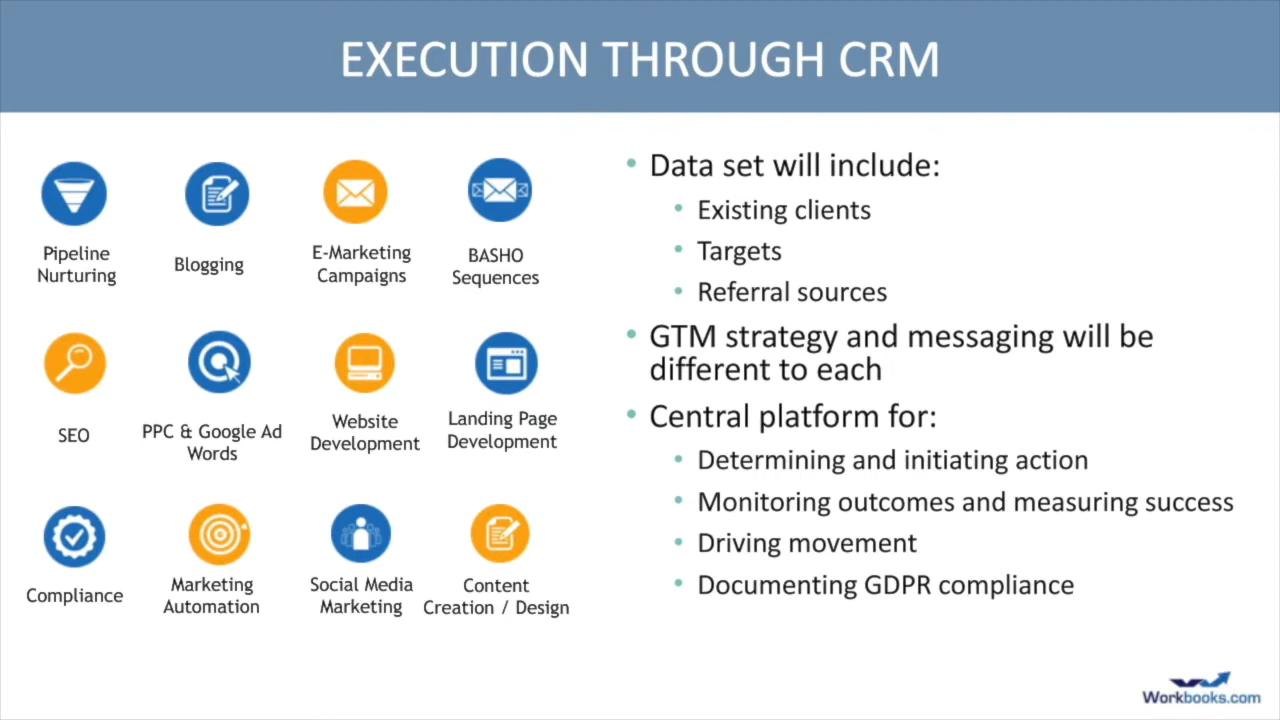 EXECUTION THROUGH CRM
Pipeline
Nurturing
Blogging
E-Marketing
Campaigns
BASHO
Sequences
SEO
PPC & Google Ad
Words
Website
Development
Landing Page
Development
Compliance
Marketing
Automation
Social Media
Marketing
Content
Creation / Design
• Data set will include:
• Existing clients
• Targets
• Referral sources
• GTM strategy and messaging will be
different to each
• Central platform for:
• Determining and initiating action
• Monitoring outcomes and measuring success
• Driving movement
• Documenting GDPR compliance
Workbooks.com